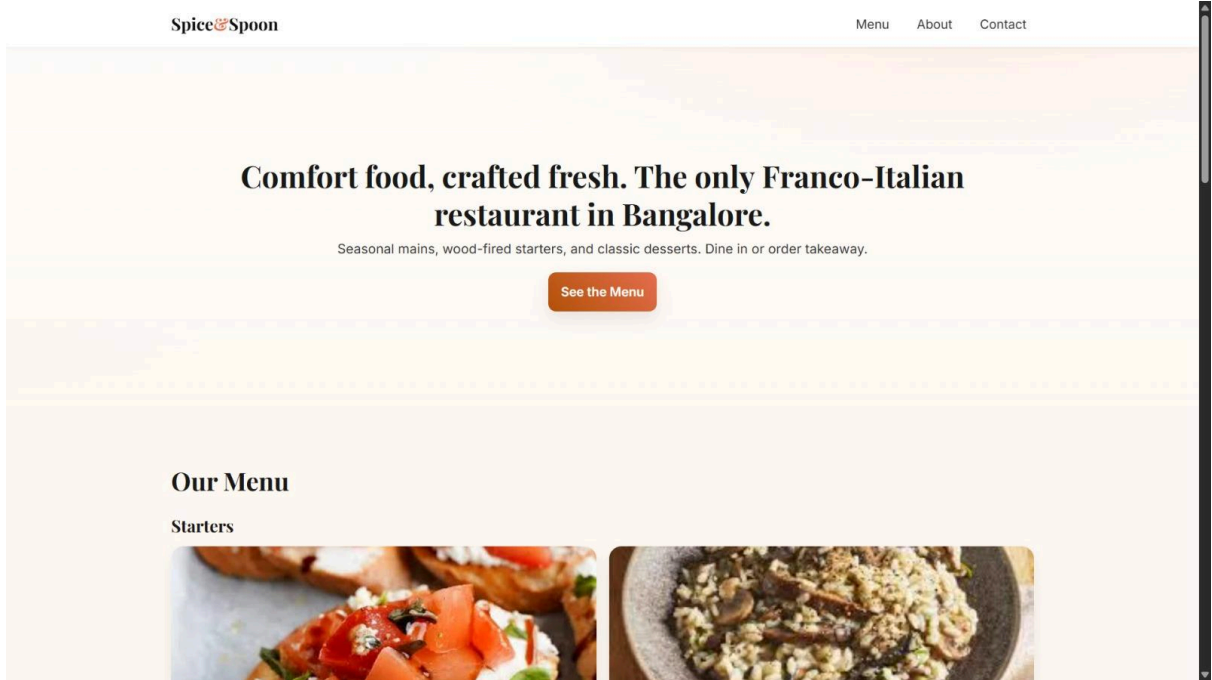 Spice&Spoon
Menu About Contact
Comfort food, crafted fresh. The only Franco-Italian
restaurant in Bangalore.
Seasonal mains, wood-fired starters, and classic desserts. Dine in or order takeaway.
See the Menu
Our Menu
Starters